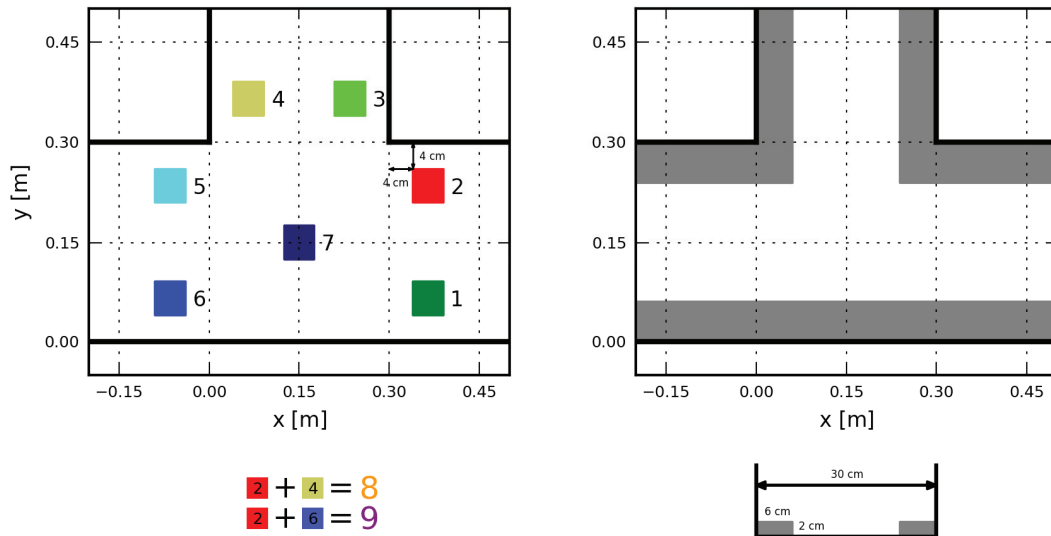 0.45 0.45
4 3
0.30 0.30
4 cm
4 cm
5 2
y [m]
0.15 7 0.15
6 1
0.00 0.00
−0.15 0.00 0.15 0.30 0.45 −0.15 0.00 0.15 0.30 0.45
x [m] x [m]
30 cm
2 + 4 = 8
6 cm
2 + 6 = 9
2 cm